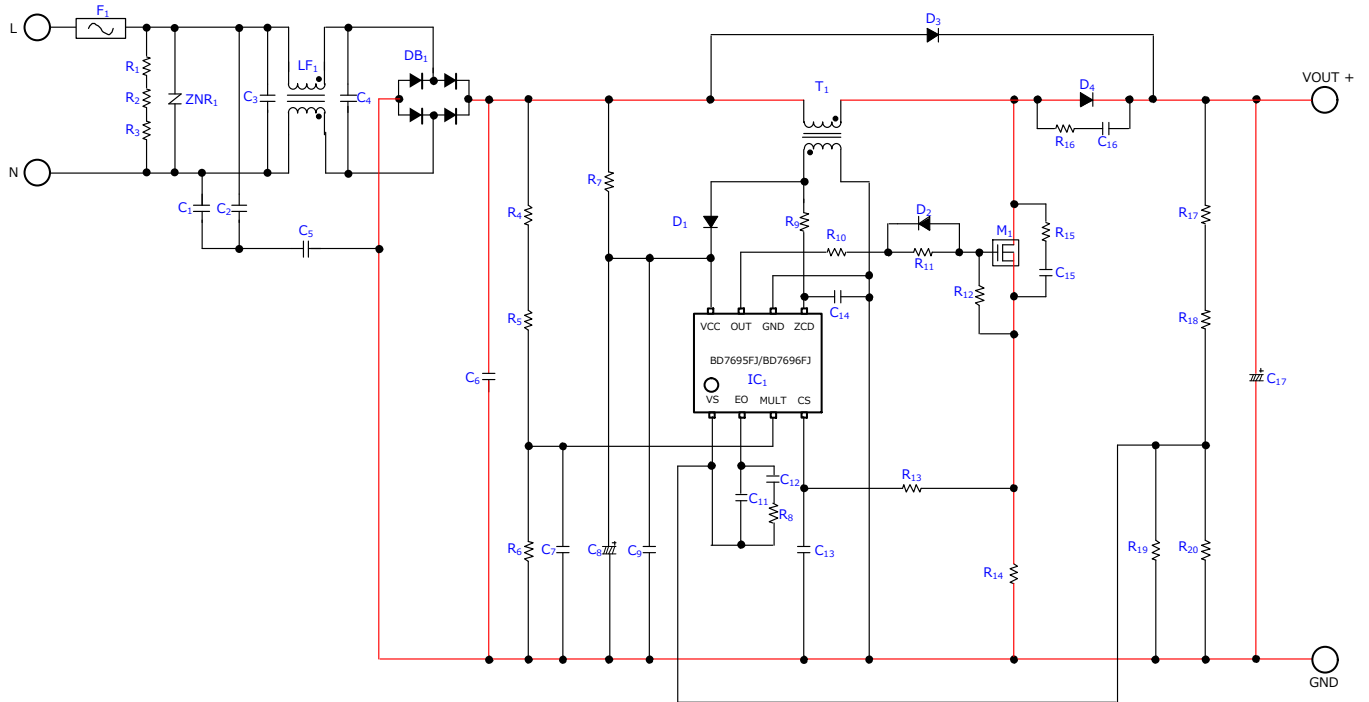 F₁
L
D₃
DB₁
LF₁
R₁
VOUT +
T₁
D₄
R₂
ZNR₁
C₃
C₄
R₃
R₁₆
C₁₆
N
R₇
C₁
C₂
R₄
D₁
R₉
D₂
R₁₇
C₅
R₁₀
M₁
R₁₅
R₁₁
C₁₅
R₁₂
C₁₄
R₅
R₁₈
VCC
OUT
GND
ZCD
BD7695FJ/BD7696FJ
IC₁
C₆
C₁₇
VS
EO
MULT
CS
R₁₃
C₁₂
C₁₁
R₈
R₆
C₇
C₈
C₉
C₁₃
R₁₉
R₂₀
R₁₄
GND